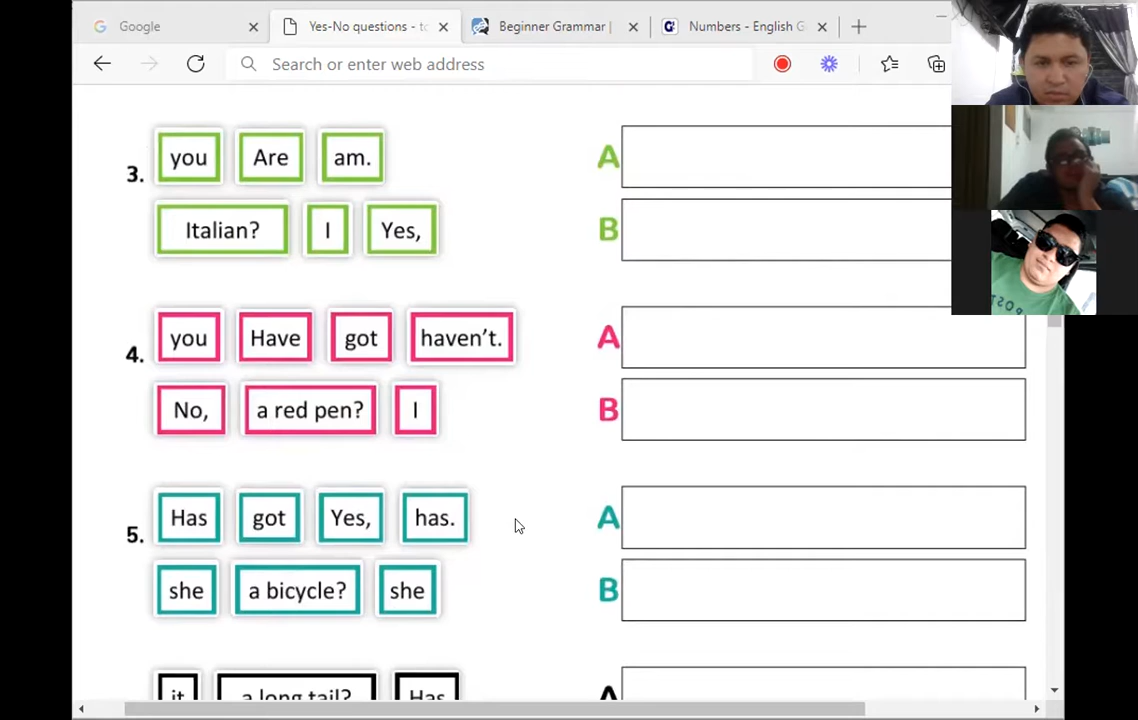 Google
Yes-No questions - to
Beginner Grammar |
Numbers - English G
Search or enter web address
3. you Are am.
A
Italian? I Yes,
B
4. you Have got haven't.
A
No, a red pen? I
B
5. Has got Yes, has.
A
she a bicycle? she
B
it a long tail? Has
A